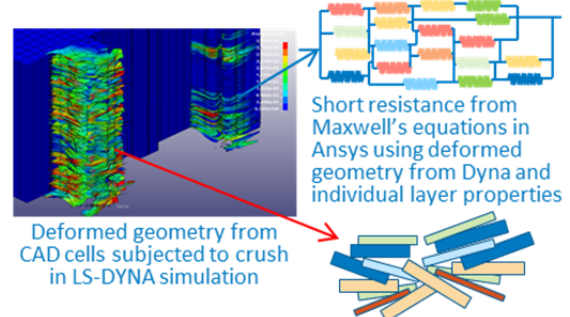 Short resistance from
Maxwell's equations in
Ansys using deformed
geometry from Dyna and
individual layer properties
Deformed geometry from
CAD cells subjected to crush
in LS-DYNA simulation